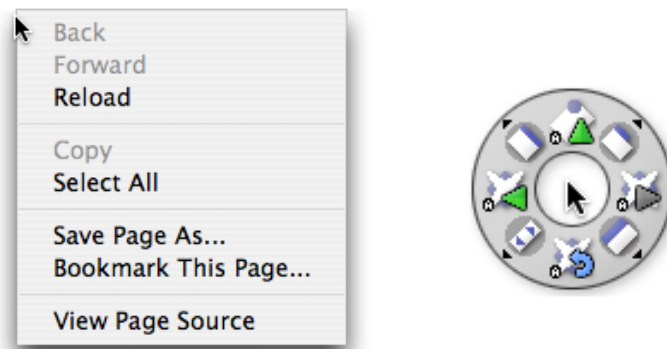 Back
Forward
Reload
Copy
Select All
Save Page As...
Bookmark This Page...
View Page Source